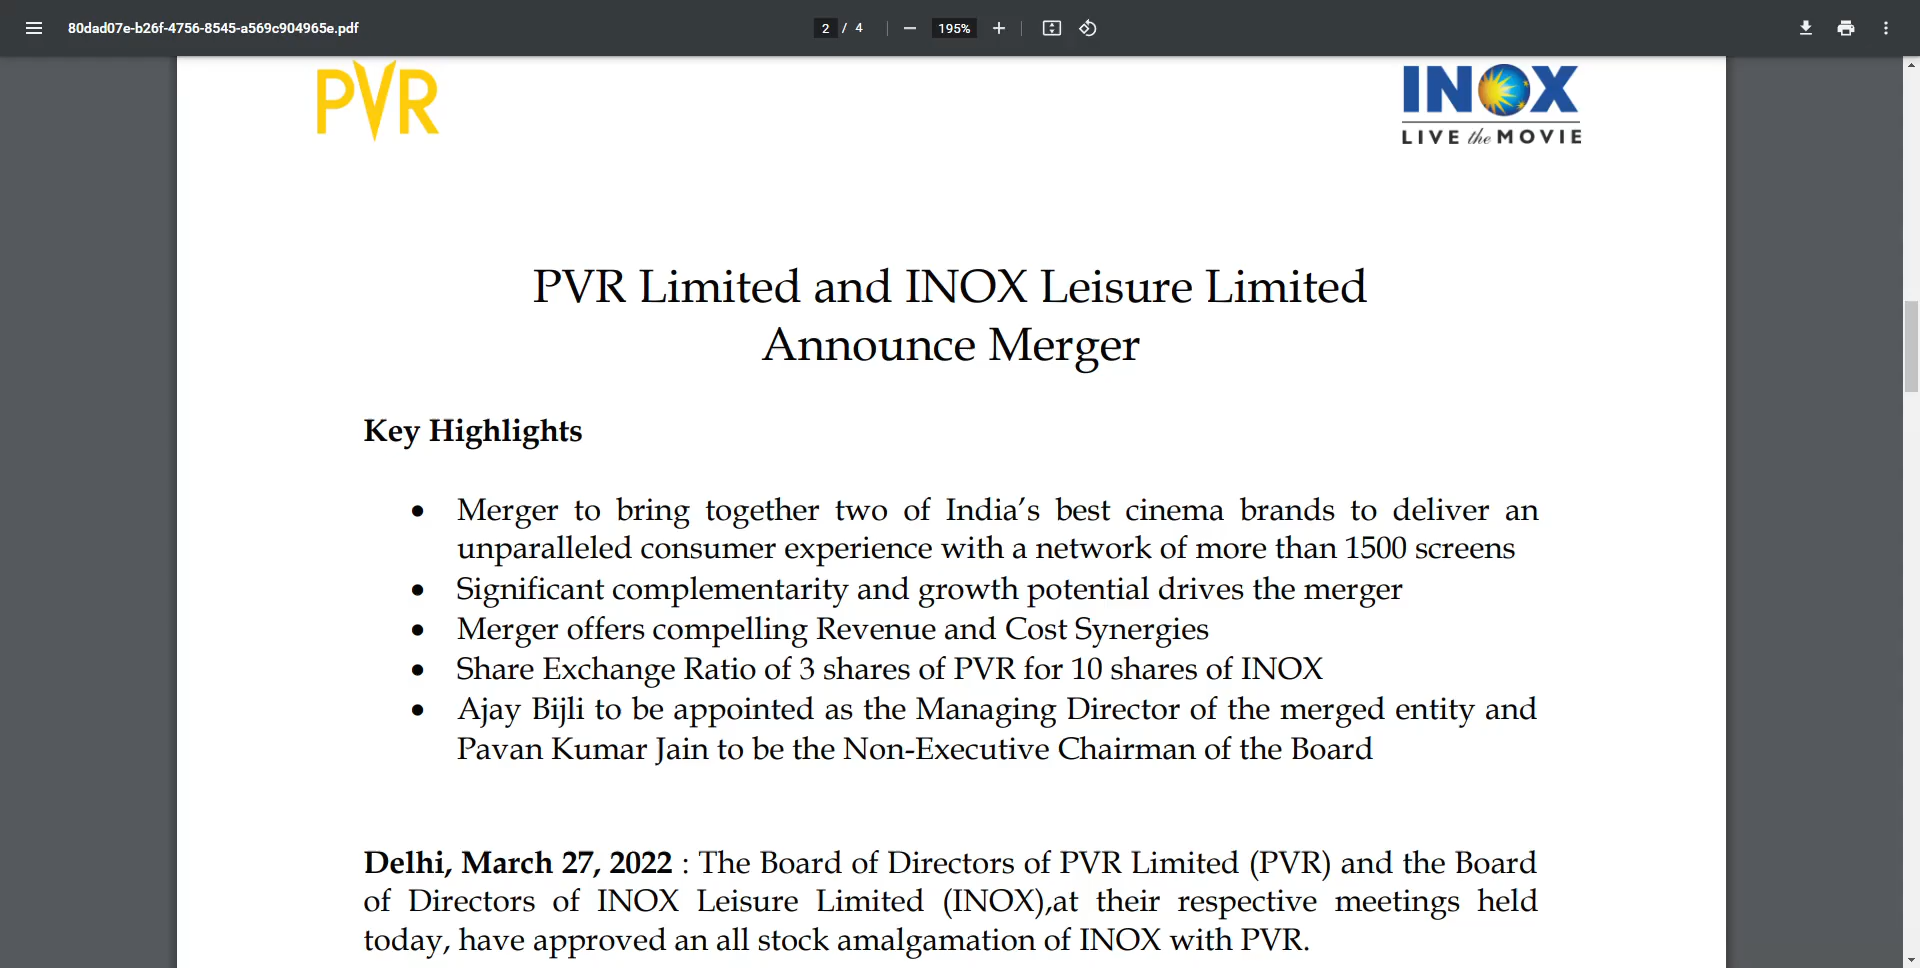 80dad07e-b26f-4756-8545-a569c904965e.pdf
2 / 4
195%
PVR
INOX
LIVE the MOVIE
PVR Limited and INOX Leisure Limited
Announce Merger
Key Highlights
• Merger to bring together two of India’s best cinema brands to deliver an
unparalleled consumer experience with a network of more than 1500 screens
• Significant complementarity and growth potential drives the merger
• Merger offers compelling Revenue and Cost Synergies
• Share Exchange Ratio of 3 shares of PVR for 10 shares of INOX
• Ajay Bijli to be appointed as the Managing Director of the merged entity and
Pavan Kumar Jain to be the Non-Executive Chairman of the Board
Delhi, March 27, 2022 : The Board of Directors of PVR Limited (PVR) and the Board
of Directors of INOX Leisure Limited (INOX),at their respective meetings held
today, have approved an all stock amalgamation of INOX with PVR.